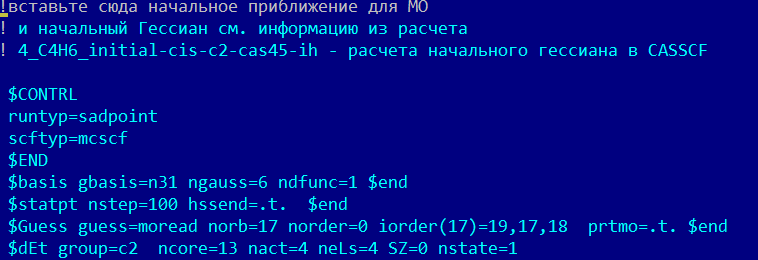 !вставьте сюда начальное приближение для МО
! и начальный Гессиан см. информацию из расчета
! 4_C4H6_initial-cis-c2-cas45-ih - расчета начального гессиана в CASSCF
$CONTRL
runtyp=sadpoint
scftyp=mcscf
$END
$basis gbasis=n31 ngauss=6 ndfunc=1 $end
$statpt nstep=100 hssend=.t.  $end
$Guess guess=moread norb=17 norder=0 iorder(17)=19,17,18  prtmo=.t. $end
$dEt group=c2  ncore=13 nact=4 neLs=4 SZ=0 nstate=1